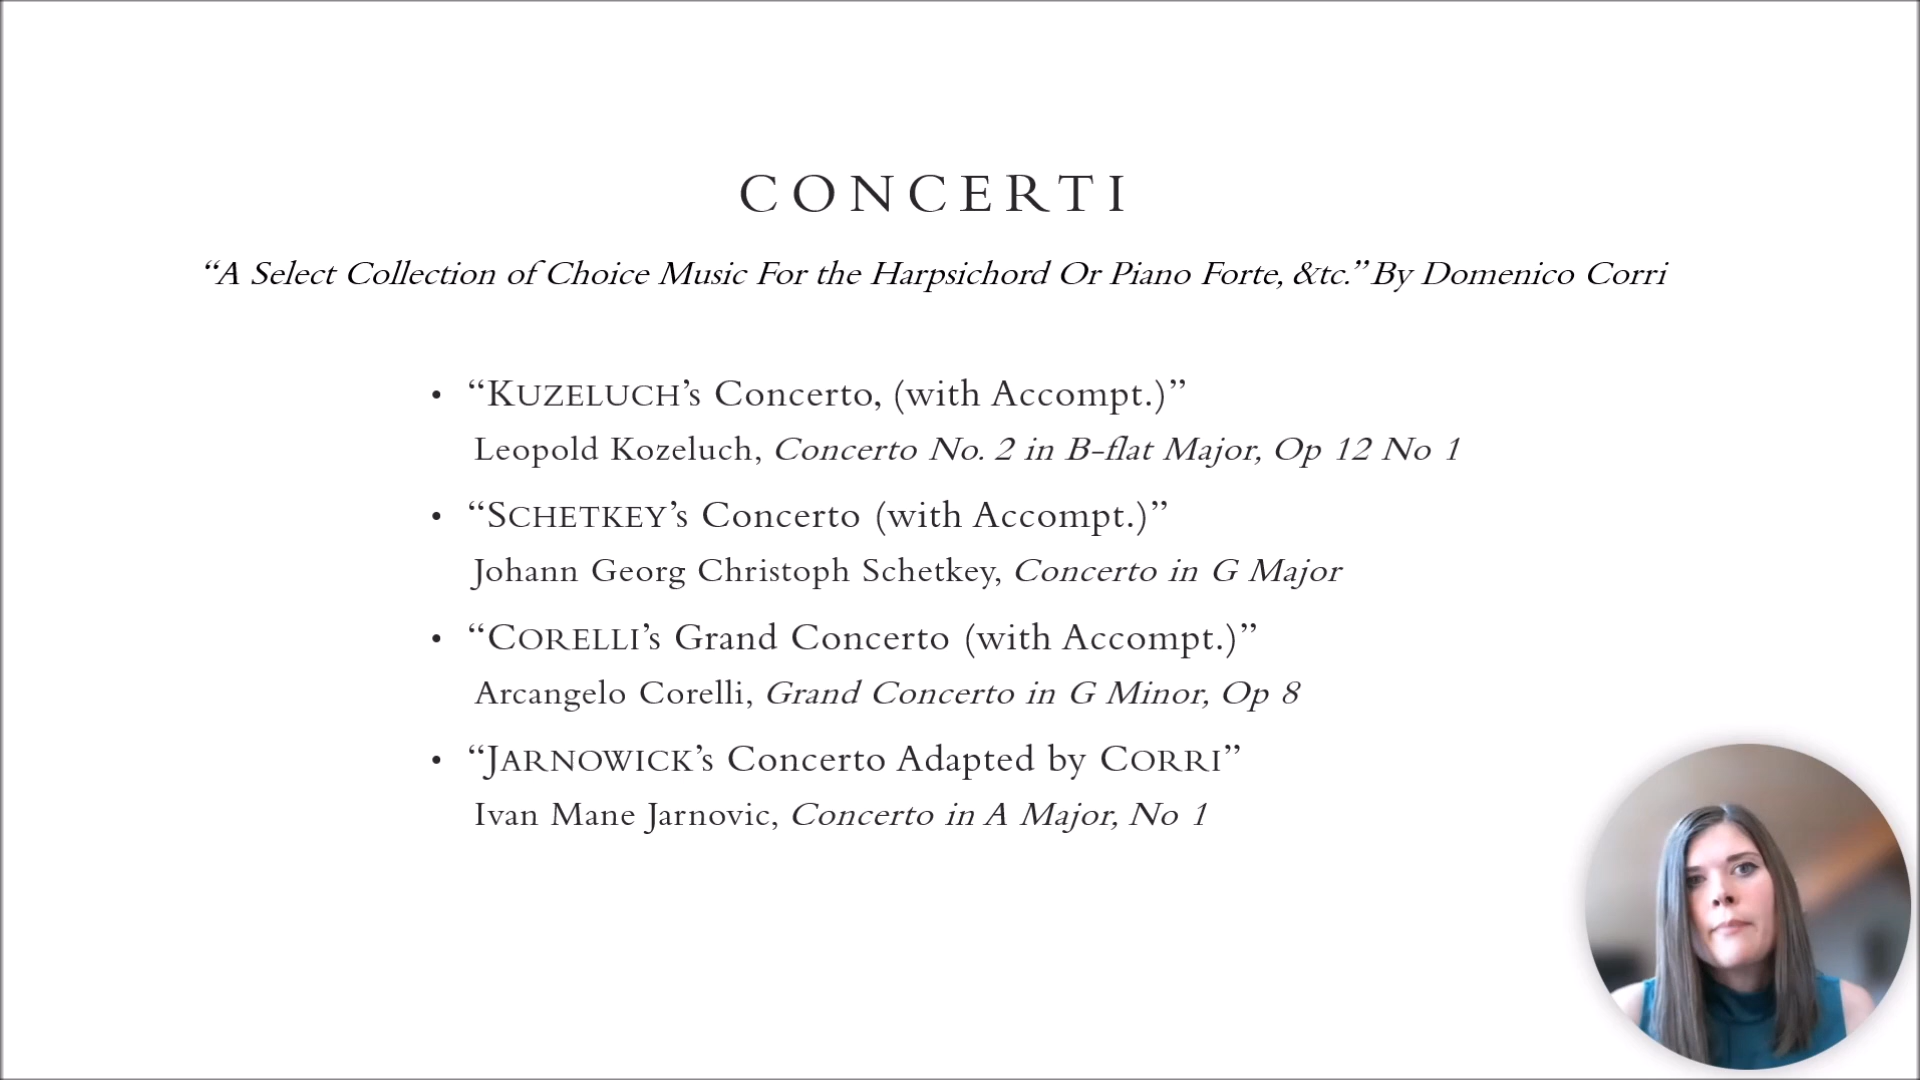 CONCERTI
“A Select Collection of Choice Music For the Harpsichord Or Piano Forte, &tc.” By Domenico Corri
• “KUZELUCH’s Concerto, (with Accompt.)”
Leopold Kozeluch, Concerto No. 2 in B-flat Major, Op 12 No 1
• “SCHETKEY’s Concerto (with Accompt.)”
Johann Georg Christoph Schetkey, Concerto in G Major
• “CORELLI’s Grand Concerto (with Accompt.)”
Arcangelo Corelli, Grand Concerto in G Minor, Op 8
• “JARNOWICK’s Concerto Adapted by CORRI”
Ivan Mane Jarnovic, Concerto in A Major, No 1